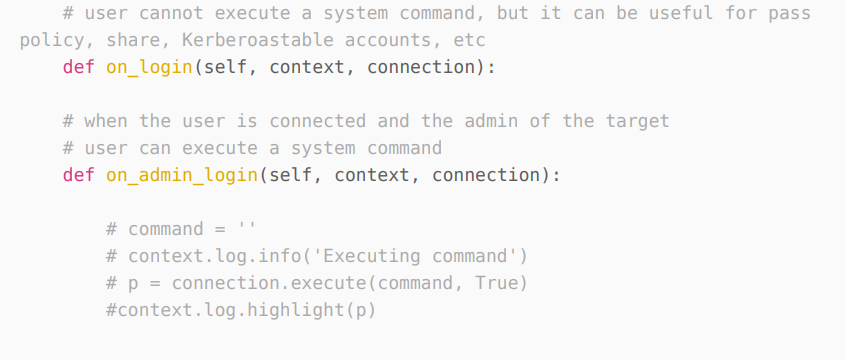 # user cannot execute a system command, but it can be useful for pass
policy, share, Kerberoastable accounts, etc
def on_login(self, context, connection):
# when the user is connected and the admin of the target
# user can execute a system command
def on_admin_login(self, context, connection):
# command = ''
# context.log.info('Executing command')
# p = connection.execute(command, True)
#context.log.highlight(p)